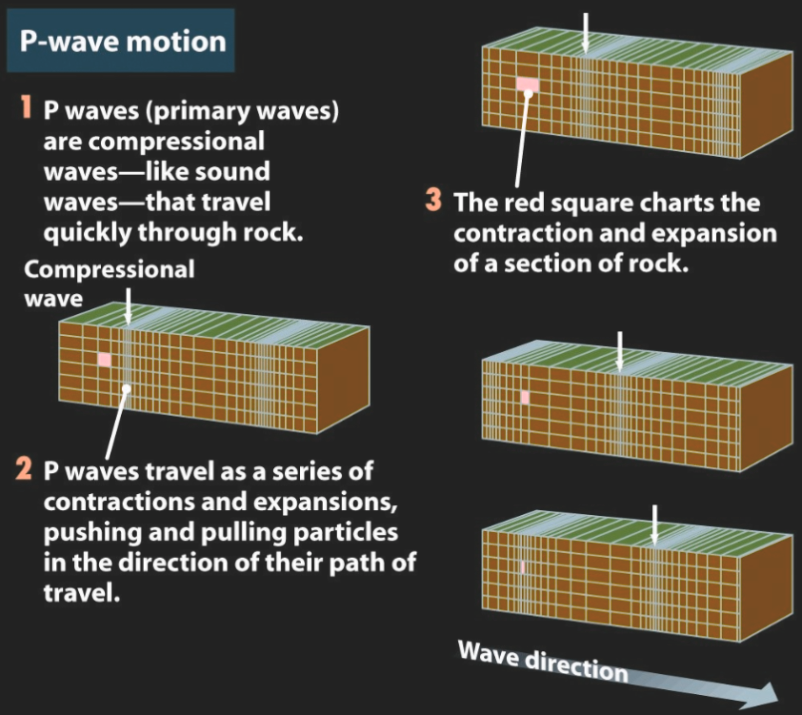 P-wave motion
1 P waves (primary waves)
are compressional
waves—like sound
waves—that travel
quickly through rock.
Compressional
wave
2 P waves travel as a series of
contractions and expansions,
pushing and pulling particles
in the direction of their path of
travel.
3 The red square charts the
contraction and expansion
of a section of rock.
Wave direction